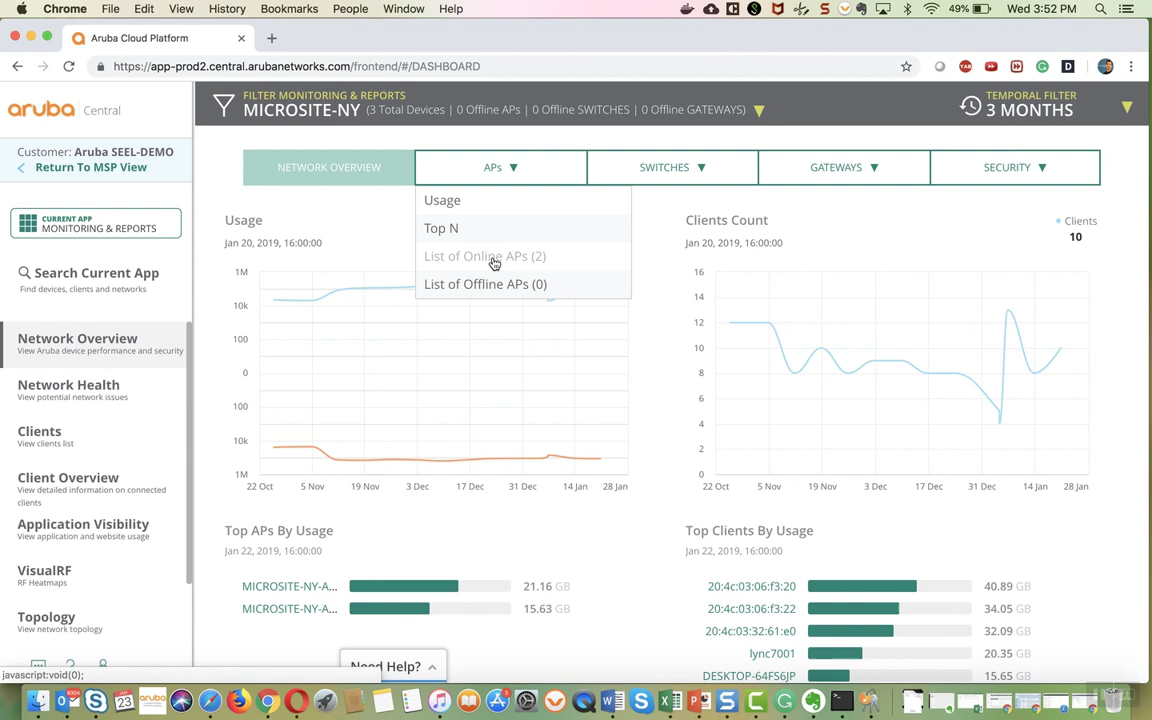 Chrome File Edit View History Bookmarks People Window Help 49% Wed 3:52 PM
Aruba Cloud Platform
https://app-prod2.central.arubanetworks.com/frontend/#/DASHBOARD
aruba Central
FILTER MONITORING & REPORTS
MICROSITE-NY (3 Total Devices | 0 Offline APs | 0 Offline SWITCHES | 0 Offline GATEWAYS)
TEMPORAL FILTER
3 MONTHS
Customer: Aruba SEEL-DEMO
Return To MSP View
CURRENT APP
MONITORING & REPORTS
Search Current App
Find devices, clients and networks
Network Overview
View Aruba device performance and security
Network Health
View potential network issues
Clients
View clients list
Client Overview
View detailed information on connected
clients
Application Visibility
View application and website usage
VisualRF
RF Heatmaps
Topology
View network topology
javascript:void(0);
NETWORK OVERVIEW APs SWITCHES GATEWAYS SECURITY
Usage
Top N
List of Online APs (2)
List of Offline APs (0)
Usage
Jan 20, 2019, 16:00:00
1M
10k
100
0
100
10k
1M
22 Oct 5 Nov 19 Nov 3 Dec 17 Dec 31 Dec 14 Jan 28 Jan
Clients Count
Jan 20, 2019, 16:00:00
Clients
10
16
14
12
10
8
6
4
2
0
22 Oct 5 Nov 19 Nov 3 Dec 17 Dec 31 Dec 14 Jan 28 Jan
Top APs By Usage
Jan 22, 2019, 16:00:00
MICROSITE-NY-A... 21.16 GB
MICROSITE-NY-A... 15.63 GB
Top Clients By Usage
Jan 22, 2019, 16:00:00
20:4c:03:06:f3:20 40.89 GB
20:4c:03:06:f3:22 34.05 GB
20:4c:03:32:61:e0 32.09 GB
lync7001 20.35 GB
DESKTOP-64FS6JP 15.65 GB
Need Help?